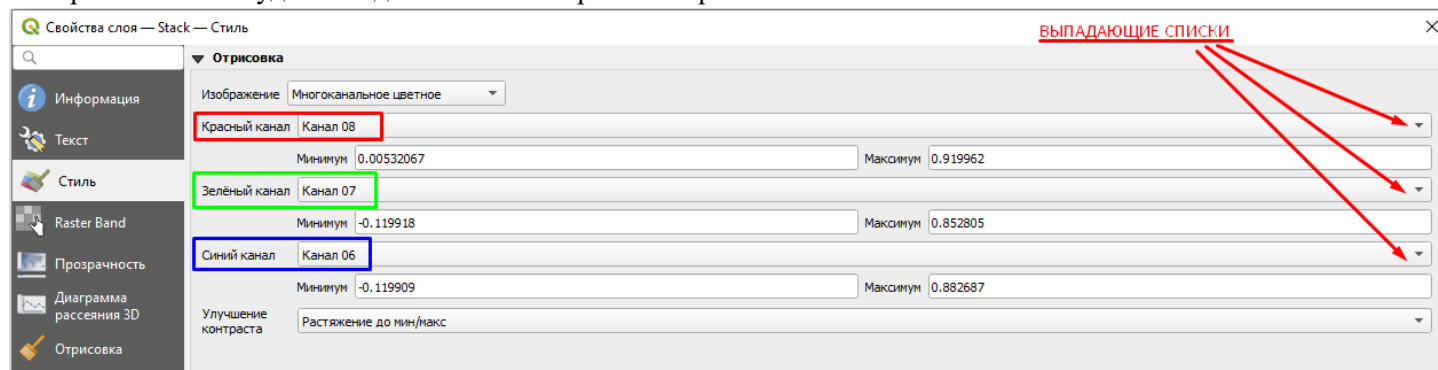 Свойства слоя — Stack — Стиль
ВЫПАДАЮЩИЕ СПИСКИ
Отрисовка
Информация
Изображение Многоканальное цветное
Красный канал Канал 08
Текст
Минимум 0.00532067 Максимум 0.919962
Стиль
Зелёный канал Канал 07
Raster Band
Минимум -0.119918 Максимум 0.852805
Синий канал Канал 06
Прозрачность
Минимум -0.119909 Максимум 0.882687
Диаграмма
рассеяния 3D
Улучшение
контраста
Растяжение до мин/макс
Отрисовка